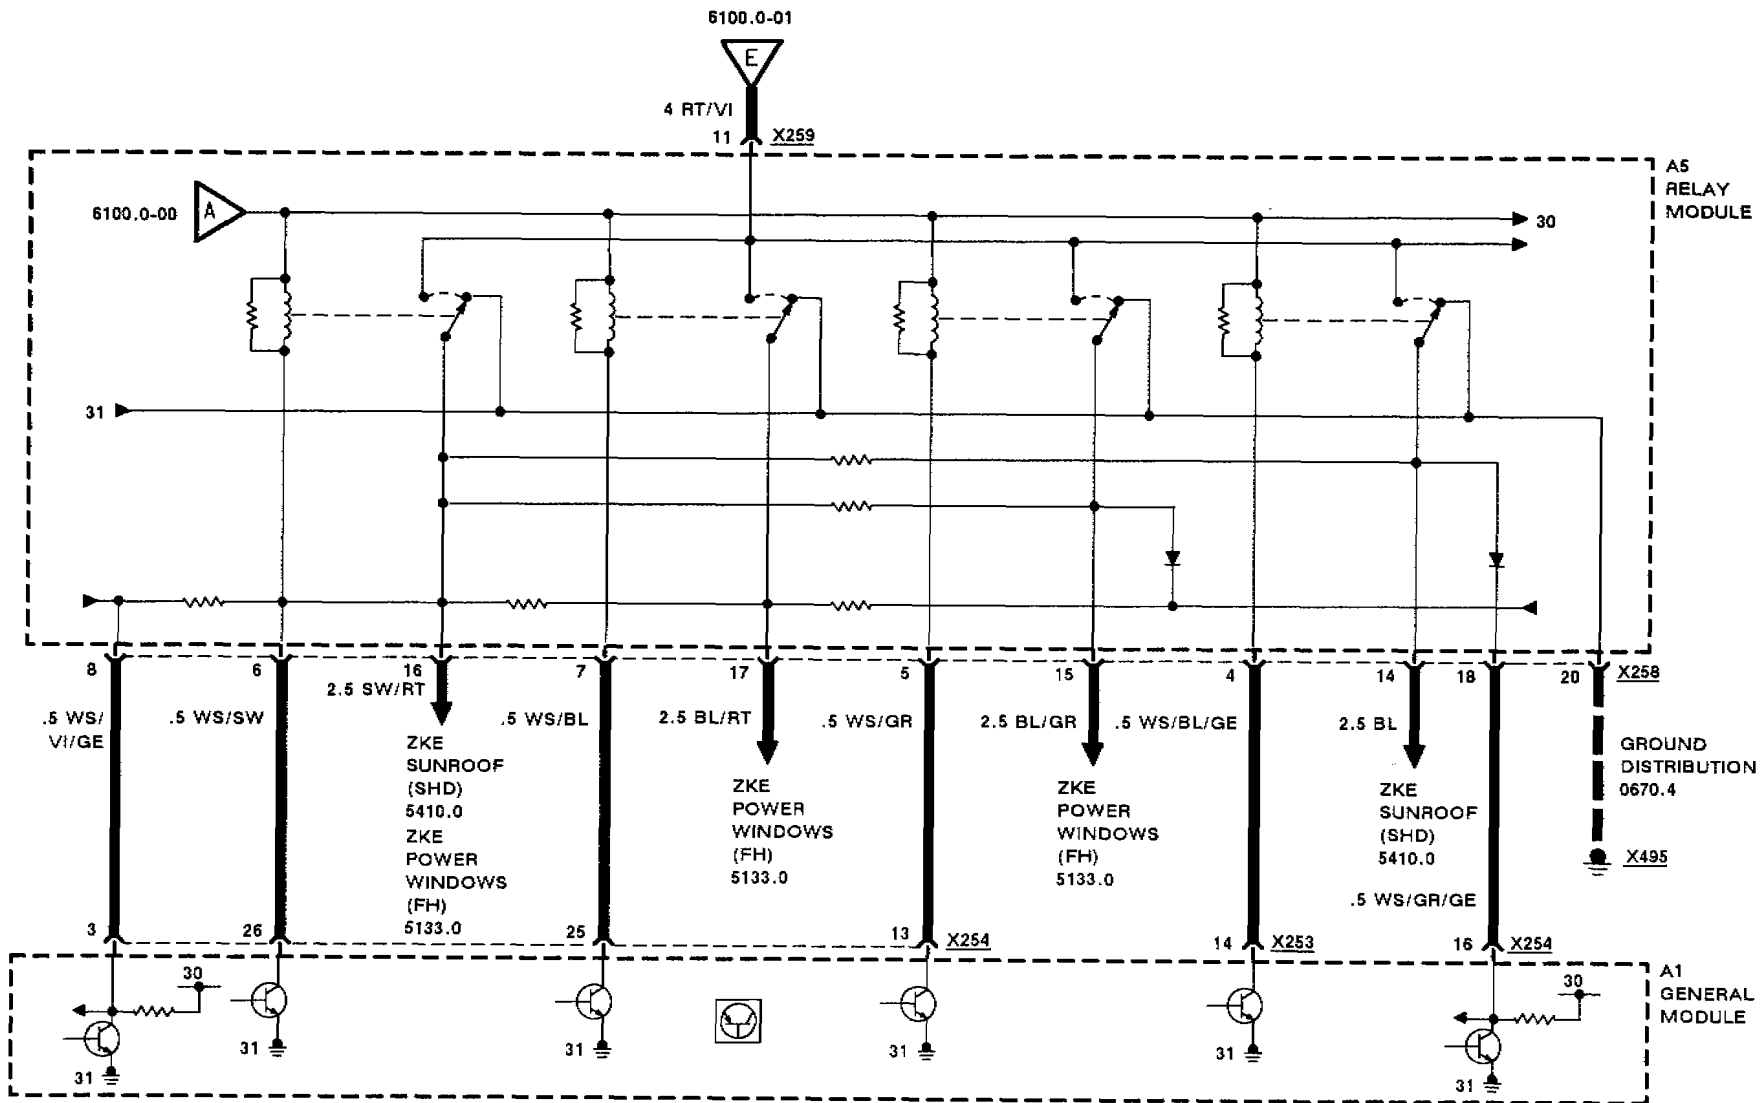 6100.0-01
E
4 RT/VI
11 X259
A5
RELAY
MODULE
6100.0-00 A
30
31
8 6 16 7 17 5 15 4 14 18 20 X258
2.5 SW/RT
.5 WS/
VI/GE
.5 WS/SW
.5 WS/BL
2.5 BL/RT
.5 WS/GR
2.5 BL/GR
.5 WS/BL/GE
2.5 BL
ZKE
SUNROOF
(SHD)
5410.0
ZKE
POWER
WINDOWS
(FH)
5133.0
ZKE
POWER
WINDOWS
(FH)
5133.0
ZKE
POWER
WINDOWS
(FH)
5133.0
ZKE
SUNROOF
(SHD)
5410.0
GROUND
DISTRIBUTION
0670.4
X495
.5 WS/GR/GE
3 26 25 13 X254 14 X253 16 X254
A1
GENERAL
MODULE
30 30
31 31 31 31 31 31